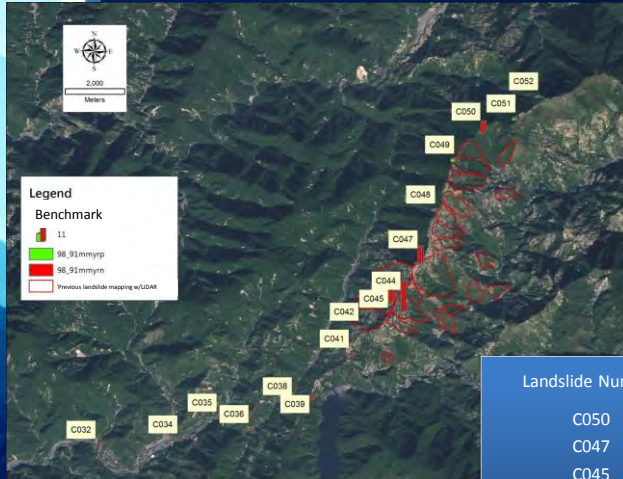 N
W E
S
2,000
Meters
C052
C051
C050
C049
C048
Legend
Benchmark
11
98_91mmyrp
98_91mmyrn
Previous landslide mapping w/LiDAR
C047
C044
C045
C042
C041
C038
C035
C039
C036
C034
C032
Landslide Nu
C050
C047
C045